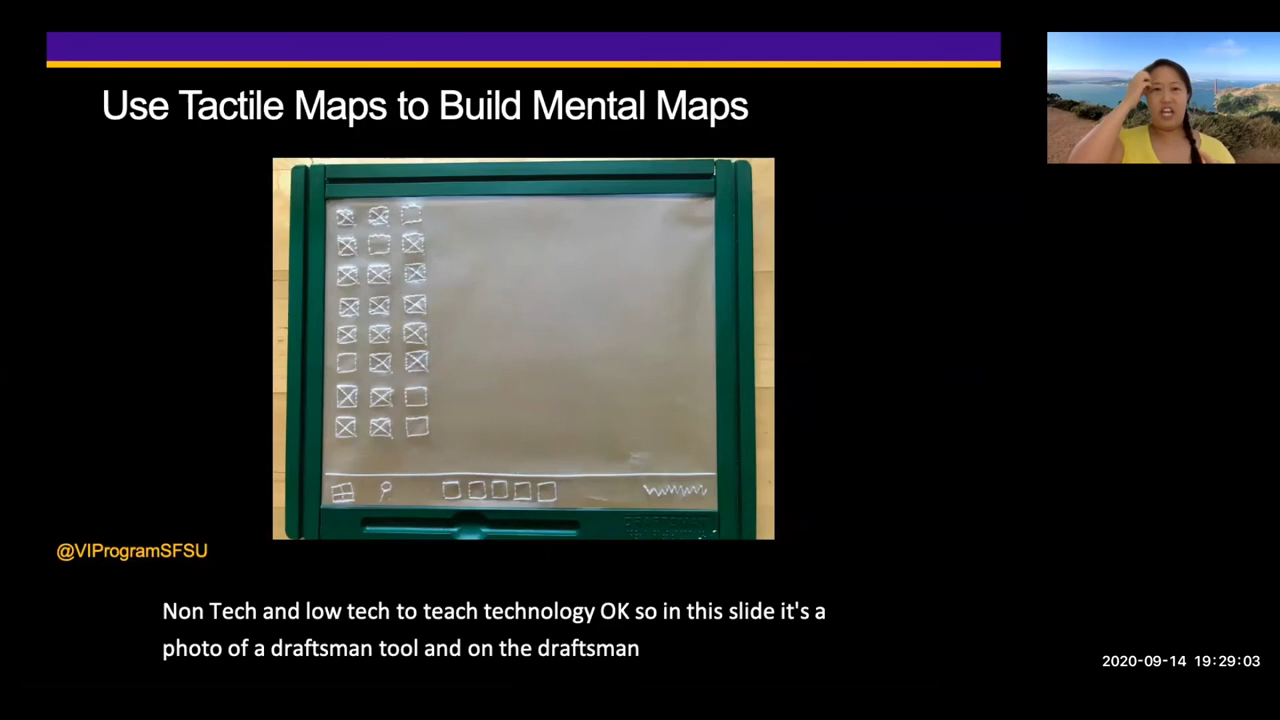 Use Tactile Maps to Build Mental Maps
@VIProgramSFSU
Non Tech and low tech to teach technology OK so in this slide it's a
photo of a draftsman tool and on the draftsman
2020-09-14 19:29:03